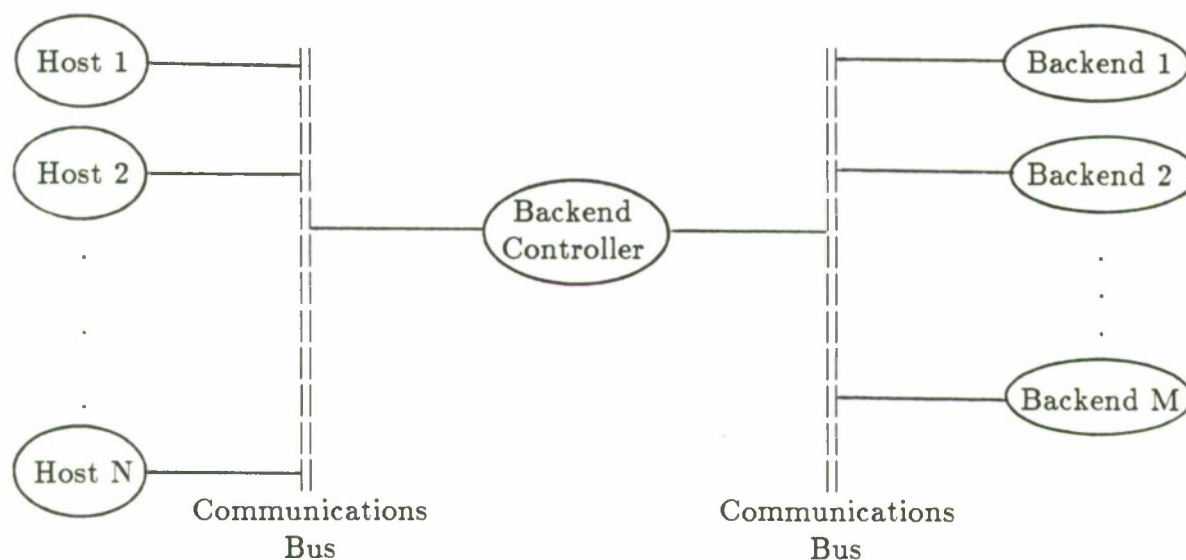 Host 1
Host 2
.
.
.
Host N
Communications
Bus
Backend
Controller
Backend 1
Backend 2
.
.
.
Backend M
Communications
Bus